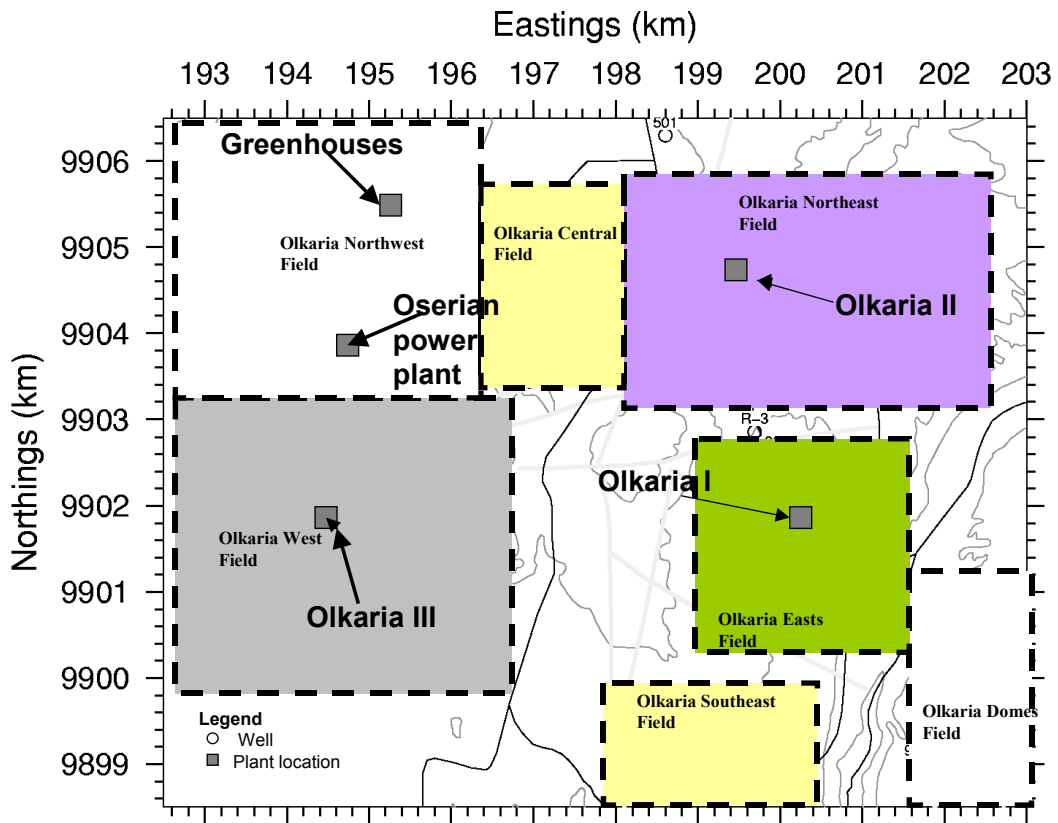 Eastings (km)
193 194 195 196 197 198 199 200 201 202 203
Northings (km)
9906
9905
9904
9903
9902
9901
9900
9899
501
Greenhouses
Olkaria Northwest
Field
Oserian
power
plant
Olkaria Central
Field
Olkaria Northeast
Field
Olkaria II
R-3
Olkaria I
Olkaria West
Field
Olkaria III
Olkaria Easts
Field
Olkaria Southeast
Field
Olkaria Domes
Field
Legend
Well
Plant location